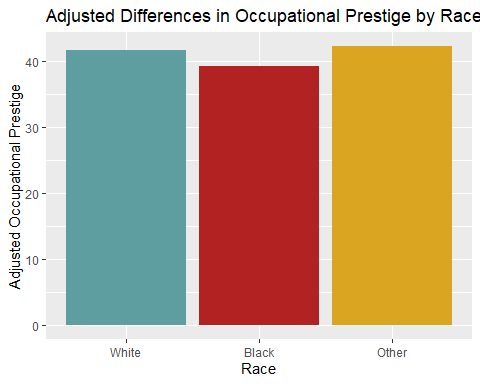 Adjusted Differences in Occupational Prestige by Race
Adjusted Occupational Prestige
40
30
20
10
0
White Black Other
Race